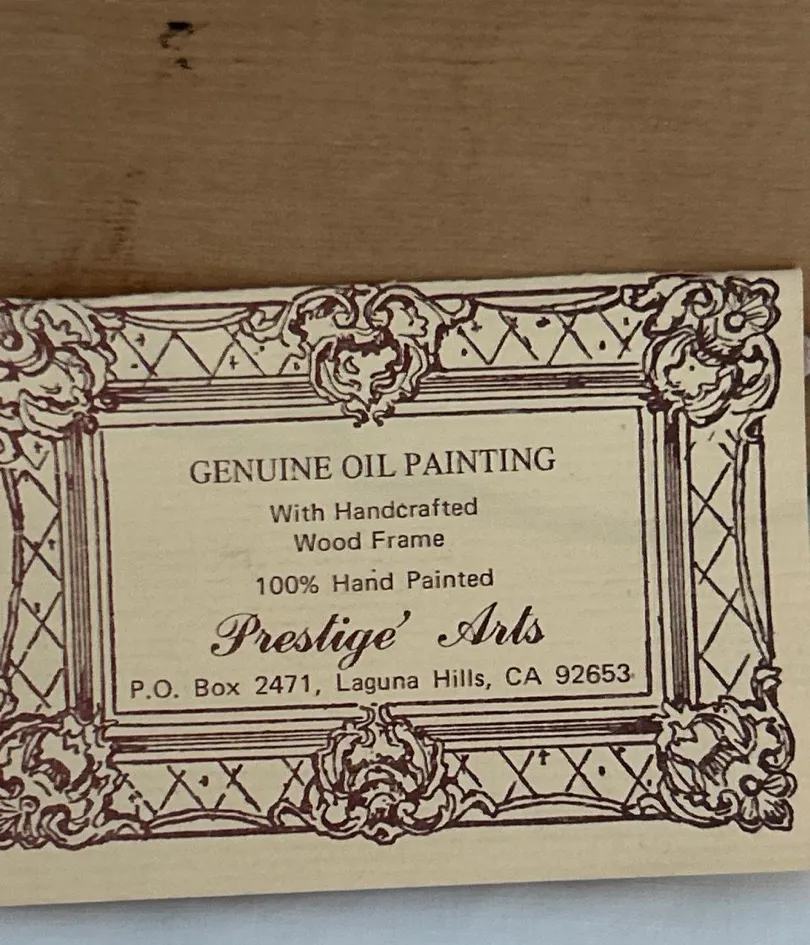 GENUINE OIL PAINTING
With Handcrafted
Wood Frame
100% Hand Painted
Prestige' Arts
P.O. Box 2471, Laguna Hills, CA 92653